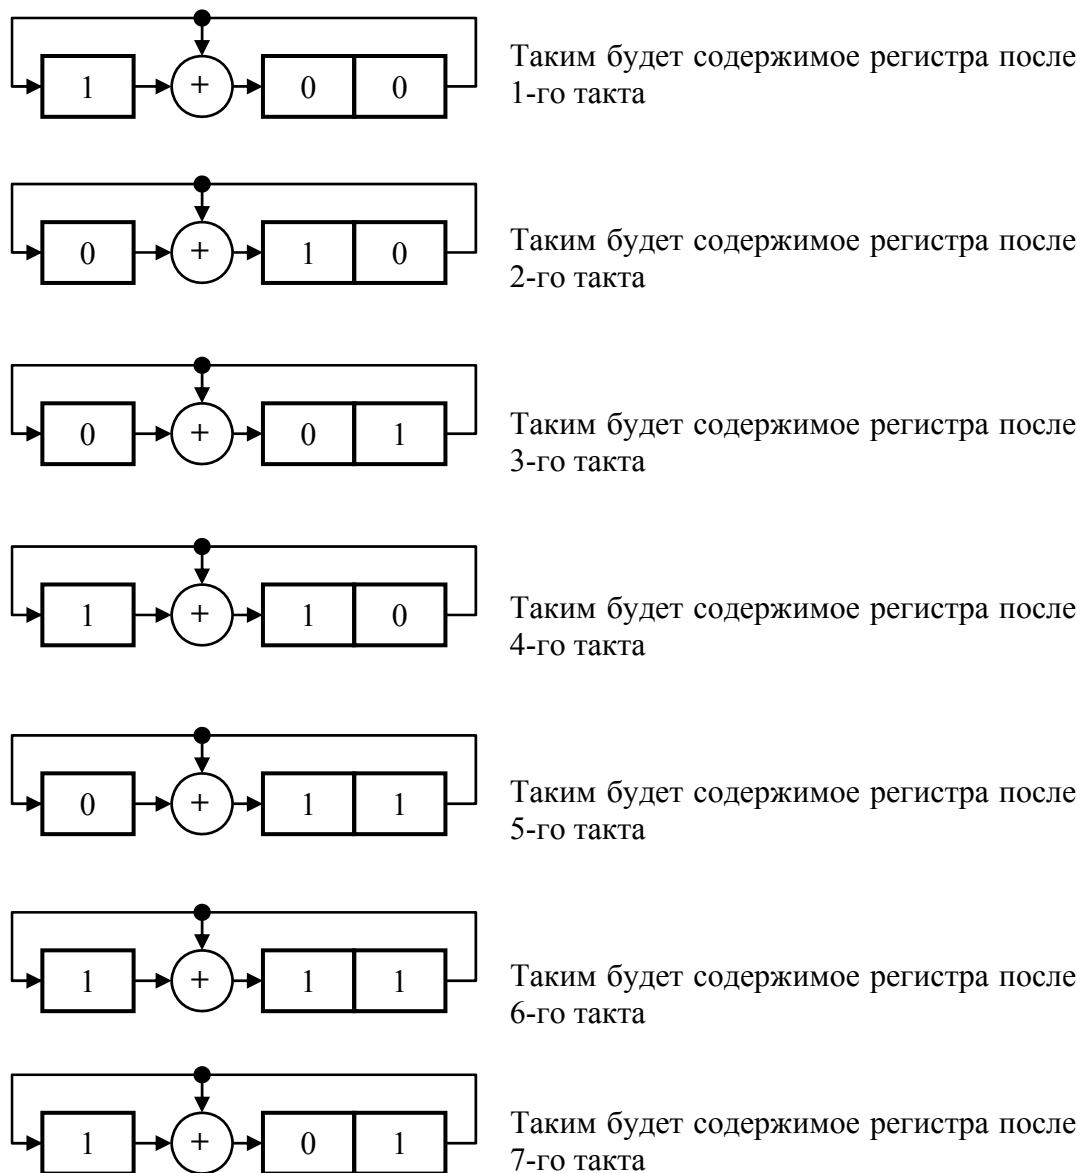 1 + 0 0
Таким будет содержимое регистра после
1-го такта
0 + 1 0
Таким будет содержимое регистра после
2-го такта
0 + 0 1
Таким будет содержимое регистра после
3-го такта
1 + 1 0
Таким будет содержимое регистра после
4-го такта
0 + 1 1
Таким будет содержимое регистра после
5-го такта
1 + 1 1
Таким будет содержимое регистра после
6-го такта
1 + 0 1
Таким будет содержимое регистра после
7-го такта